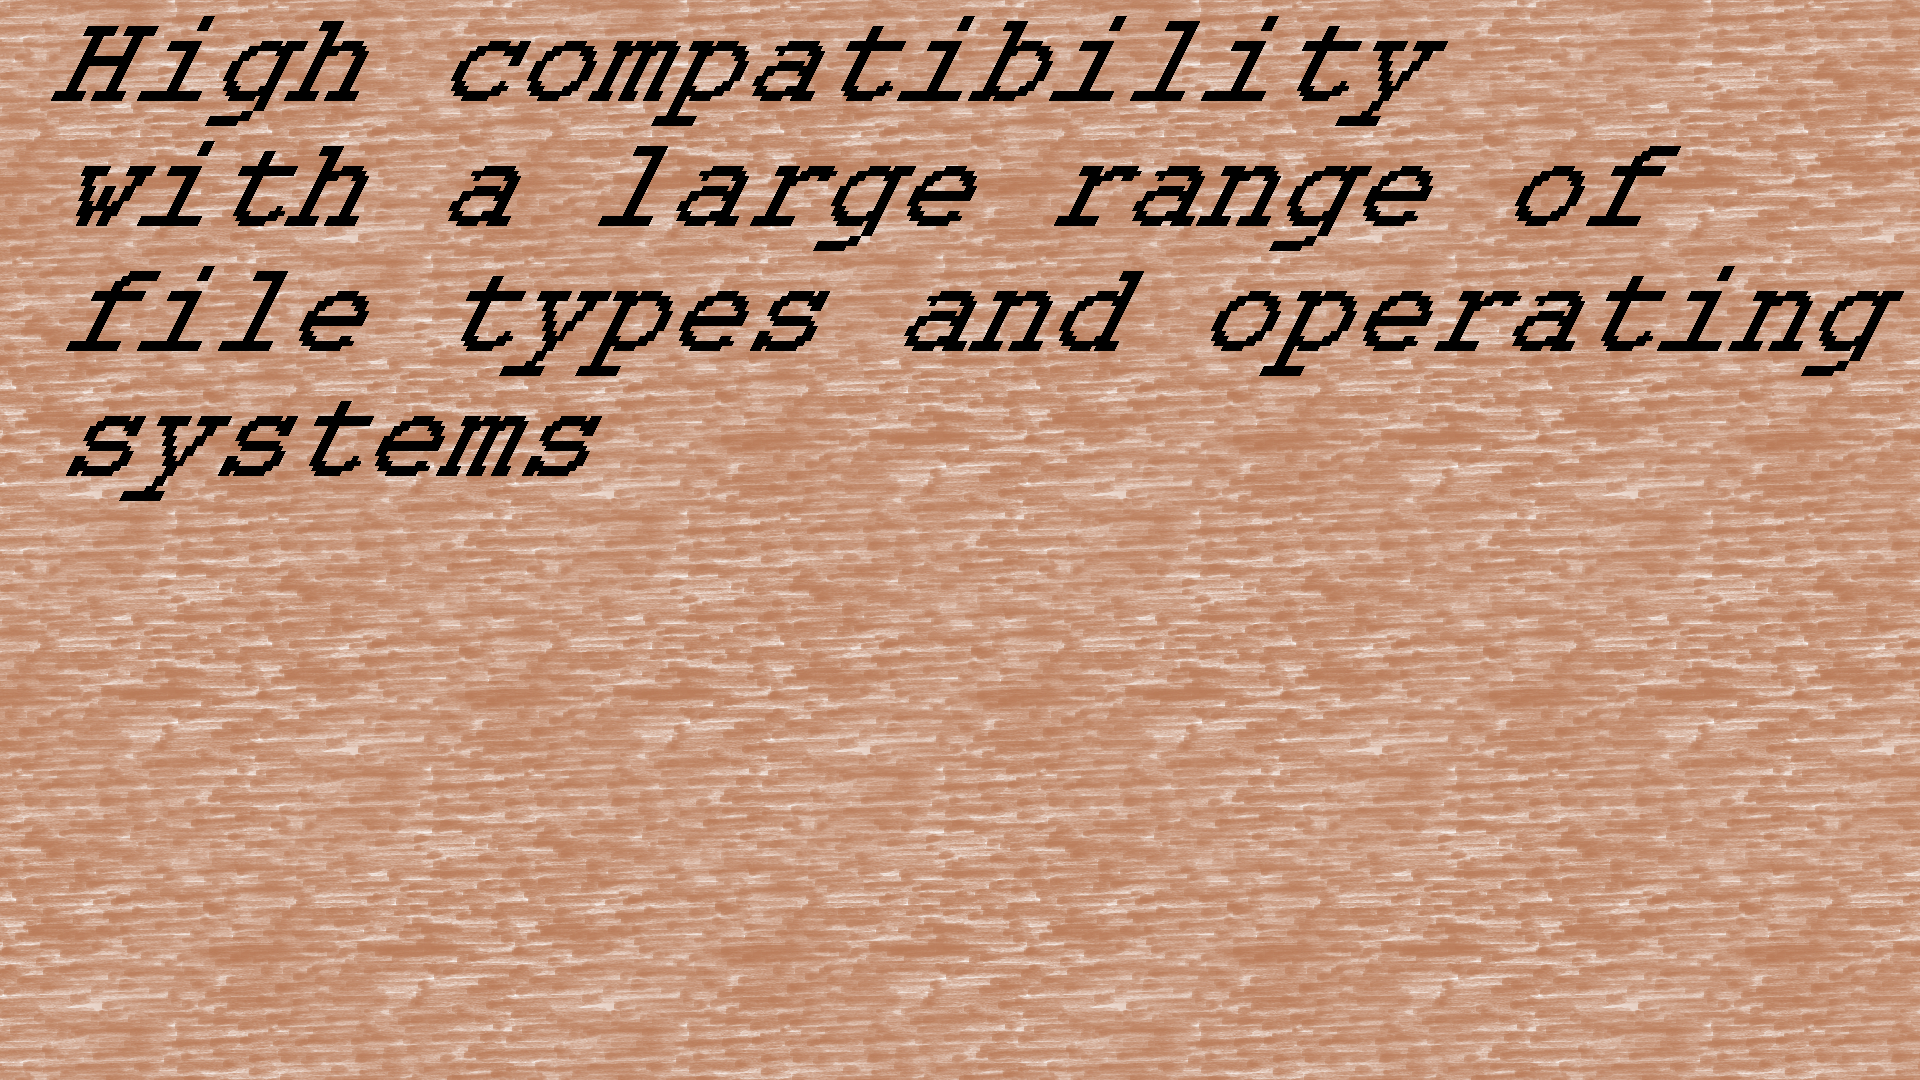 High compatibility
with a large range of
file types and operating
systems